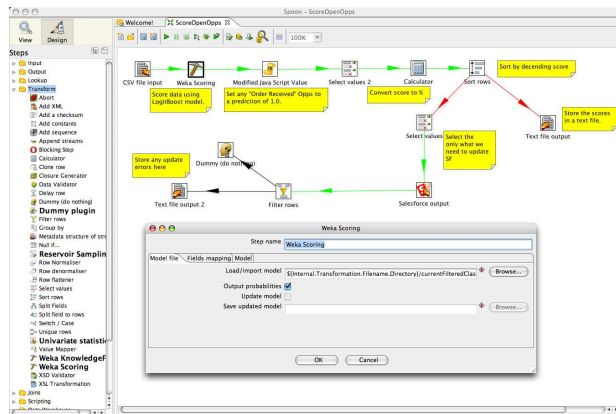 Spoon - ScoreOpenOpps
View
Design
Welcome!
ScoreOpenOpps
100%
Steps
Input
Output
Lookup
Transform
Abort
Add XML
Add a checksum
Add constants
Add sequence
Append streams
Blocking Step
Calculator
Clone row
Closure Generator
Data Validator
Delay row
Dummy (do nothing)
Dummy plugin
Filter rows
Group by
Metadata structure of stre
Null if...
Reservoir Samplin
Row Normaliser
Row denormaliser
Row flattener
Select values
Sort rows
Split Fields
Split field to rows
Switch / Case
Unique rows
Univariate statistic
Value Mapper
Weka KnowledgeF
Weka Scoring
XSD Validator
XSL Transformation
Joins
Scripting
CSV file input
Weka Scoring
Modified Java Script Value
Select values 2
Calculator
Sort rows
Sort by decending score
Score data using
LogitBoost model.
Set any "Order Received" Opps to
a prediction of 1.0.
Convert score to %
Store the scores
in a text file.
Select values
Select the
only what we
need to update
SF
Text file output
Store any update
errors here
Dummy (do nothing)
Text file output 2
Filter rows
Salesforce output
Weka Scoring
Step name
Weka Scoring
Model file
Fields mapping
Model
Load/import model
${Internal.Transformation.Filename.Directory}/currentFilteredClas
Browse...
Output probabilities
Update model
Save updated model
Browse...
OK
Cancel